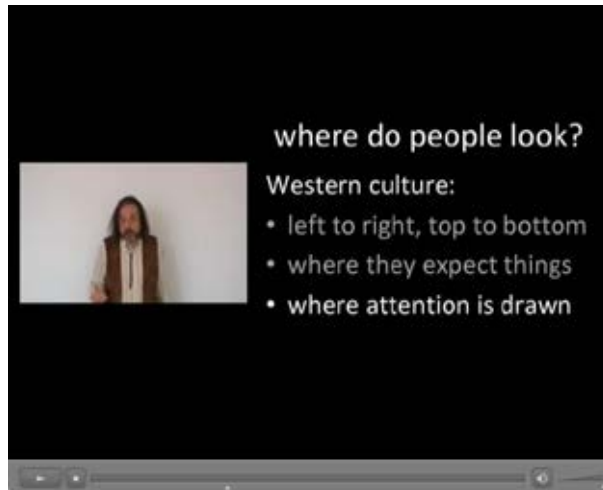 where do people look?
Western culture:
• left to right, top to bottom
• where they expect things
• where attention is drawn